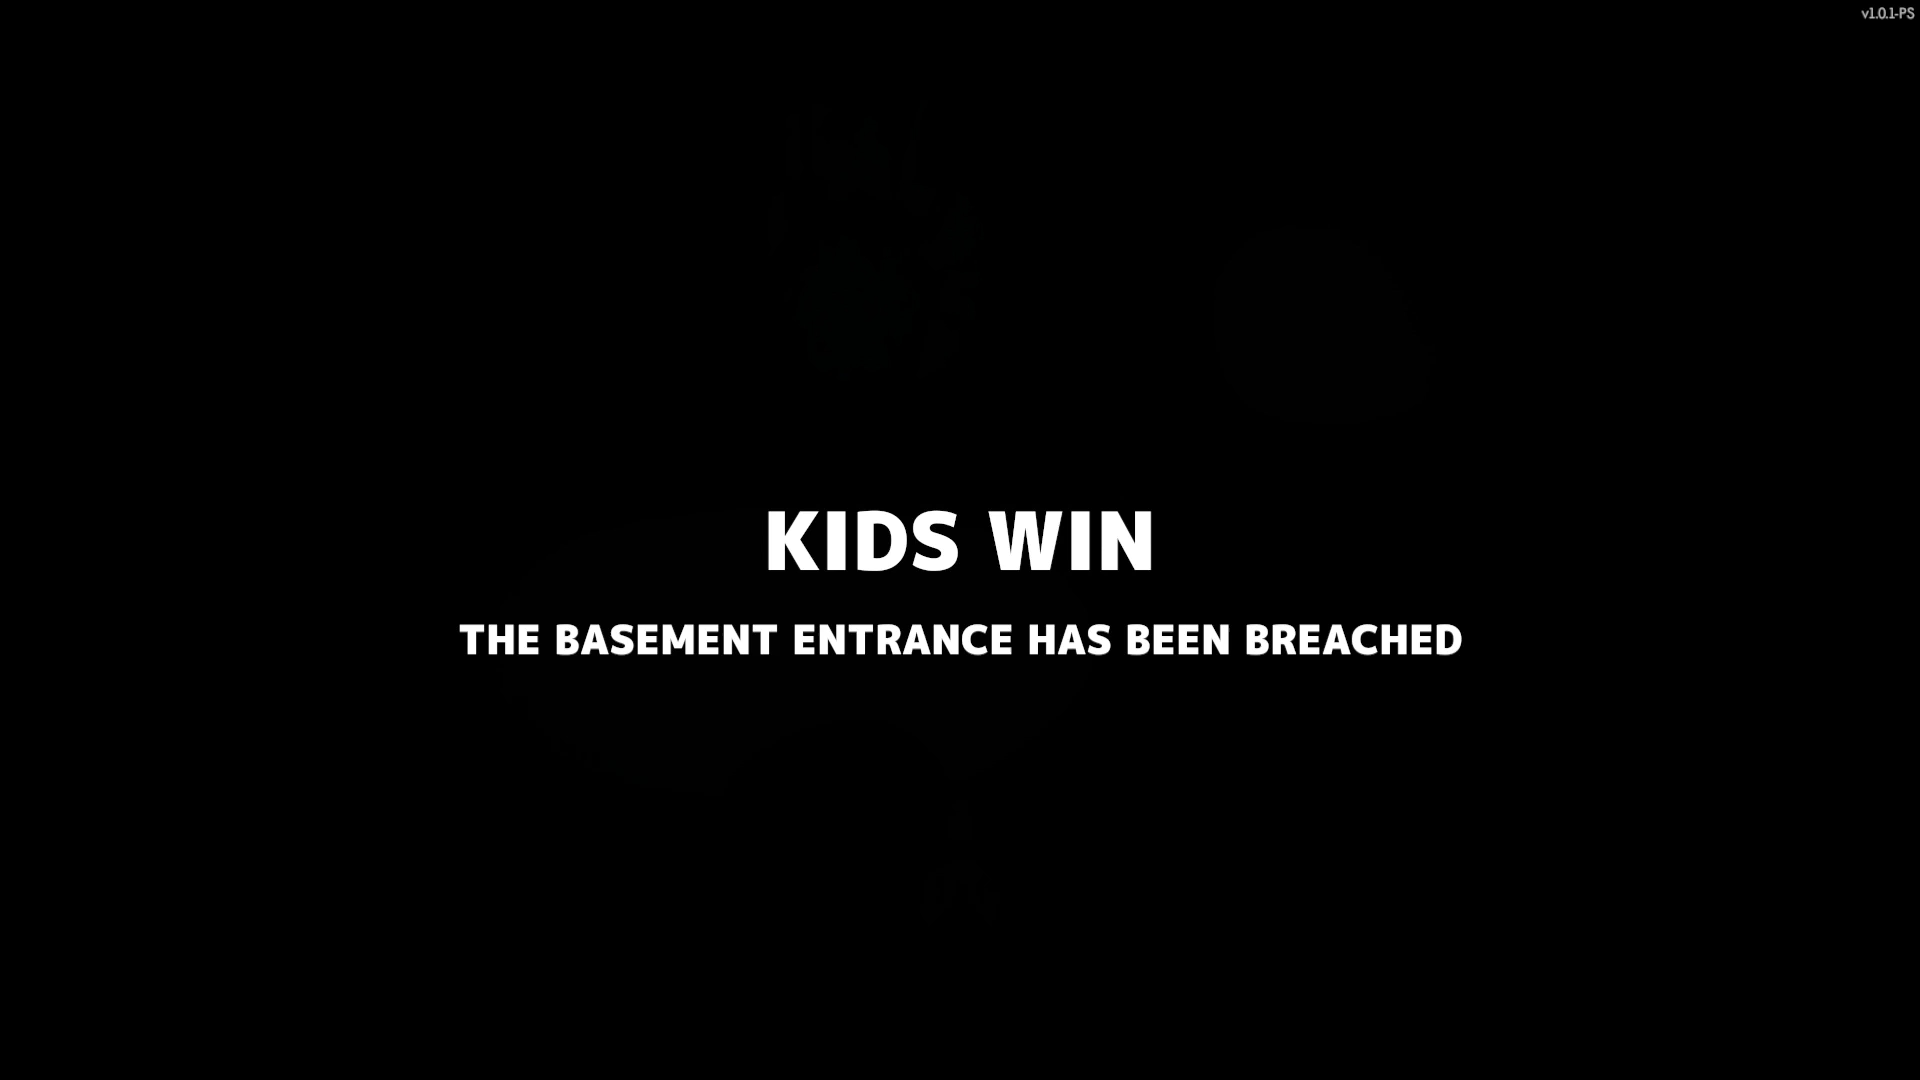 v1.0.1-PS
KIDS WIN
THE BASEMENT ENTRANCE HAS BEEN BREACHED